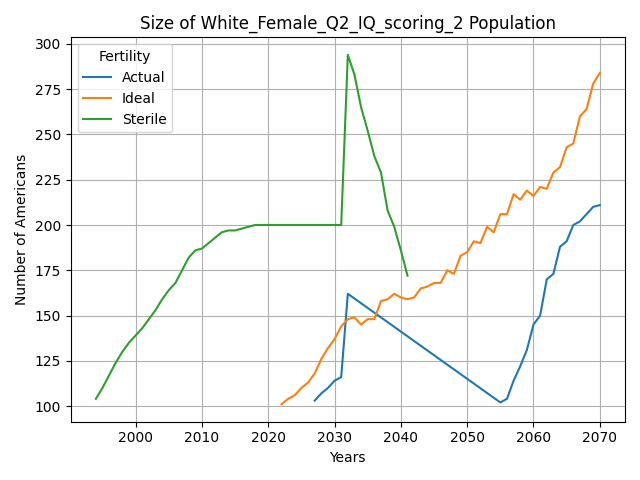 Size of White_Female_Q2_IQ_scoring_2 Population
Number of Americans
300
275
250
225
200
175
150
125
100
Fertility
Actual
Ideal
Sterile
2000
2010
2020
2030
2040
2050
2060
2070
Years